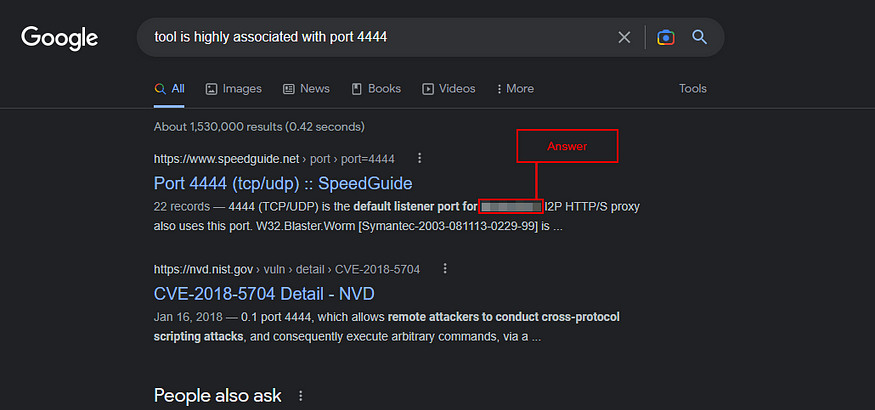 Google
tool is highly associated with port 4444
All Images News Books Videos More Tools
About 1,530,000 results (0.42 seconds)
Answer
https://www.speedguide.net › port › port=4444
Port 4444 (tcp/udp) :: SpeedGuide
22 records — 4444 (TCP/UDP) is the default listener port for I2P HTTP/S proxy
also uses this port. W32.Blaster.Worm [Symantec-2003-081113-0229-99] is ...
https://nvd.nist.gov › vuln › detail › CVE-2018-5704
CVE-2018-5704 Detail - NVD
Jan 16, 2018 — 0.1 port 4444, which allows remote attackers to conduct cross-protocol
scripting attacks, and consequently execute arbitrary commands, via a ...
People also ask